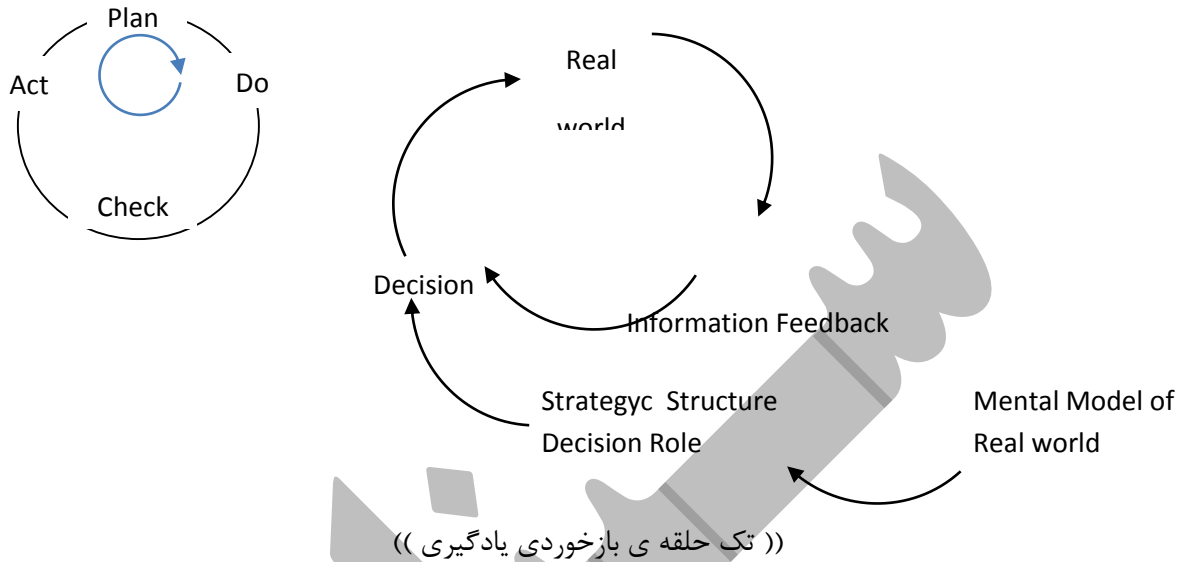 Plan
Act
Do
Check
Real
world
Decision
Information Feedback
Strategyc Structure
Decision Role
Mental Model of
Real world
(( تک حلقه ی بازخوردی یادگیری ))